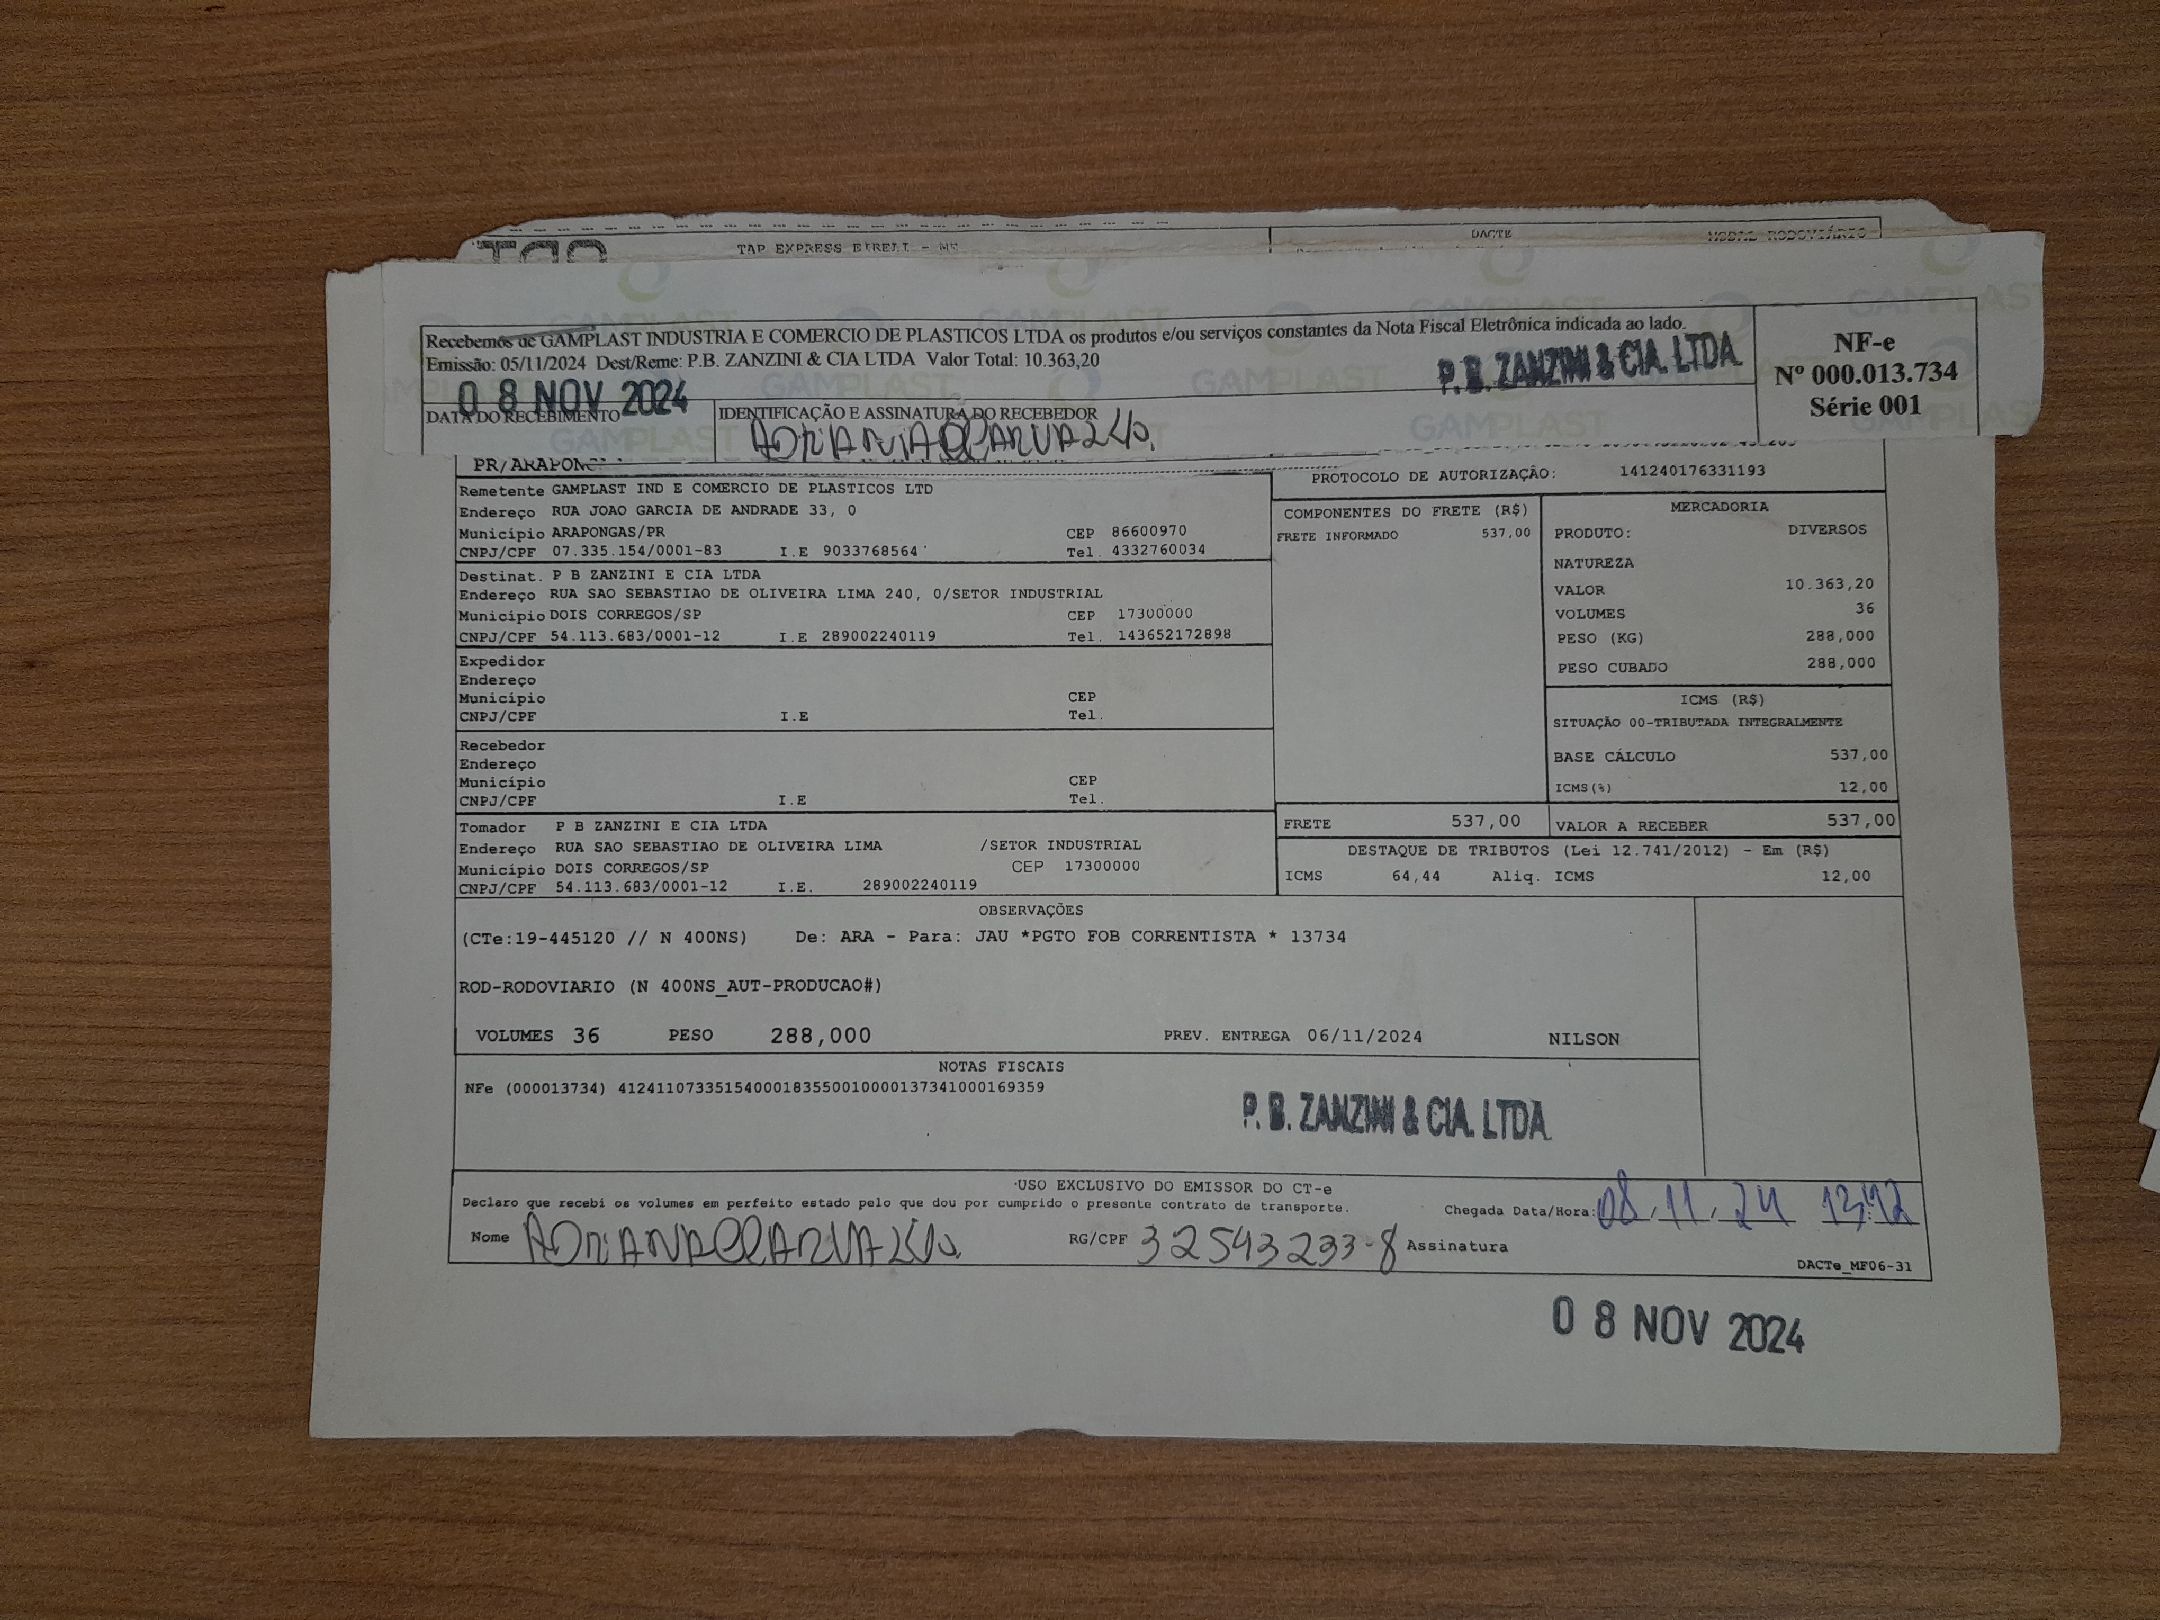 TAP EXPRESS EIRELI - ME
DACTE
MODAL RODOVIÁRIO
Recebemos de GAMPLAST INDUSTRIA E COMERCIO DE PLASTICOS LTDA os produtos e/ou serviços constantes da Nota Fiscal Eletrônica indicada ao lado.
Emissão: 05/11/2024 Dest/Reme: P.B. ZANZINI & CIA LTDA Valor Total: 10.363,20
P. B. ZANZINI & CIA. LTDA
NF-e
Nº 000.013.734
Série 001
08 NOV 2024
DATA DO RECEBIMENTO
IDENTIFICAÇÃO E ASSINATURA DO RECEBEDOR
PROTOCOLO DE AUTORIZAÇÃO: 141240176331193
Remetente GAMPLAST IND E COMERCIO DE PLASTICOS LTD
Endereço RUA JOAO GARCIA DE ANDRADE 33, 0
Município ARAPONGAS/PR CEP 86600970
CNPJ/CPF 07.335.154/0001-83 I.E 9033768564 Tel. 4332760034
Destinat. P B ZANZINI E CIA LTDA
Endereço RUA SAO SEBASTIAO DE OLIVEIRA LIMA 240, 0/SETOR INDUSTRIAL
Município DOIS CORREGOS/SP CEP 17300000
CNPJ/CPF 54.113.683/0001-12 I.E 289002240119 Tel. 143652172898
Expedidor
Endereço
Município CEP
CNPJ/CPF I.E Tel.
Recebedor
Endereço
Município CEP
CNPJ/CPF I.E Tel.
Tomador P B ZANZINI E CIA LTDA
Endereço RUA SAO SEBASTIAO DE OLIVEIRA LIMA /SETOR INDUSTRIAL
Município DOIS CORREGOS/SP CEP 17300000
CNPJ/CPF 54.113.683/0001-12 I.E. 289002240119
COMPONENTES DO FRETE (R$)
FRETE INFORMADO 537,00
MERCADORIA
PRODUTO: DIVERSOS
NATUREZA
VALOR 10.363,20
VOLUMES 36
PESO (KG) 288,000
PESO CUBADO 288,000
ICMS (R$)
SITUAÇÃO 00-TRIBUTADA INTEGRALMENTE
BASE CÁLCULO 537,00
ICMS(%) 12,00
FRETE 537,00
VALOR A RECEBER 537,00
DESTAQUE DE TRIBUTOS (Lei 12.741/2012) - Em (R$)
ICMS 64,44 Aliq. ICMS 12,00
OBSERVAÇÕES
(CTe:19-445120 // N 400NS) De: ARA - Para: JAU *PGTO FOB CORRENTISTA * 13734
ROD-RODOVIARIO (N 400NS_AUT-PRODUCAO#)
VOLUMES 36 PESO 288,000 PREV. ENTREGA 06/11/2024 NILSON
NOTAS FISCAIS
NFe (000013734) 41241107335154000183550010000137341000169359
P. B. ZANZINI & CIA. LTDA
USO EXCLUSIVO DO EMISSOR DO CT-e
Declaro que recebi os volumes em perfeito estado pelo que dou por cumprido o presente contrato de transporte.
Chegada Data/Hora: 08/11/24
Nome RG/CPF 32543233-8 Assinatura
DACTe_MF06-31
08 NOV 2024